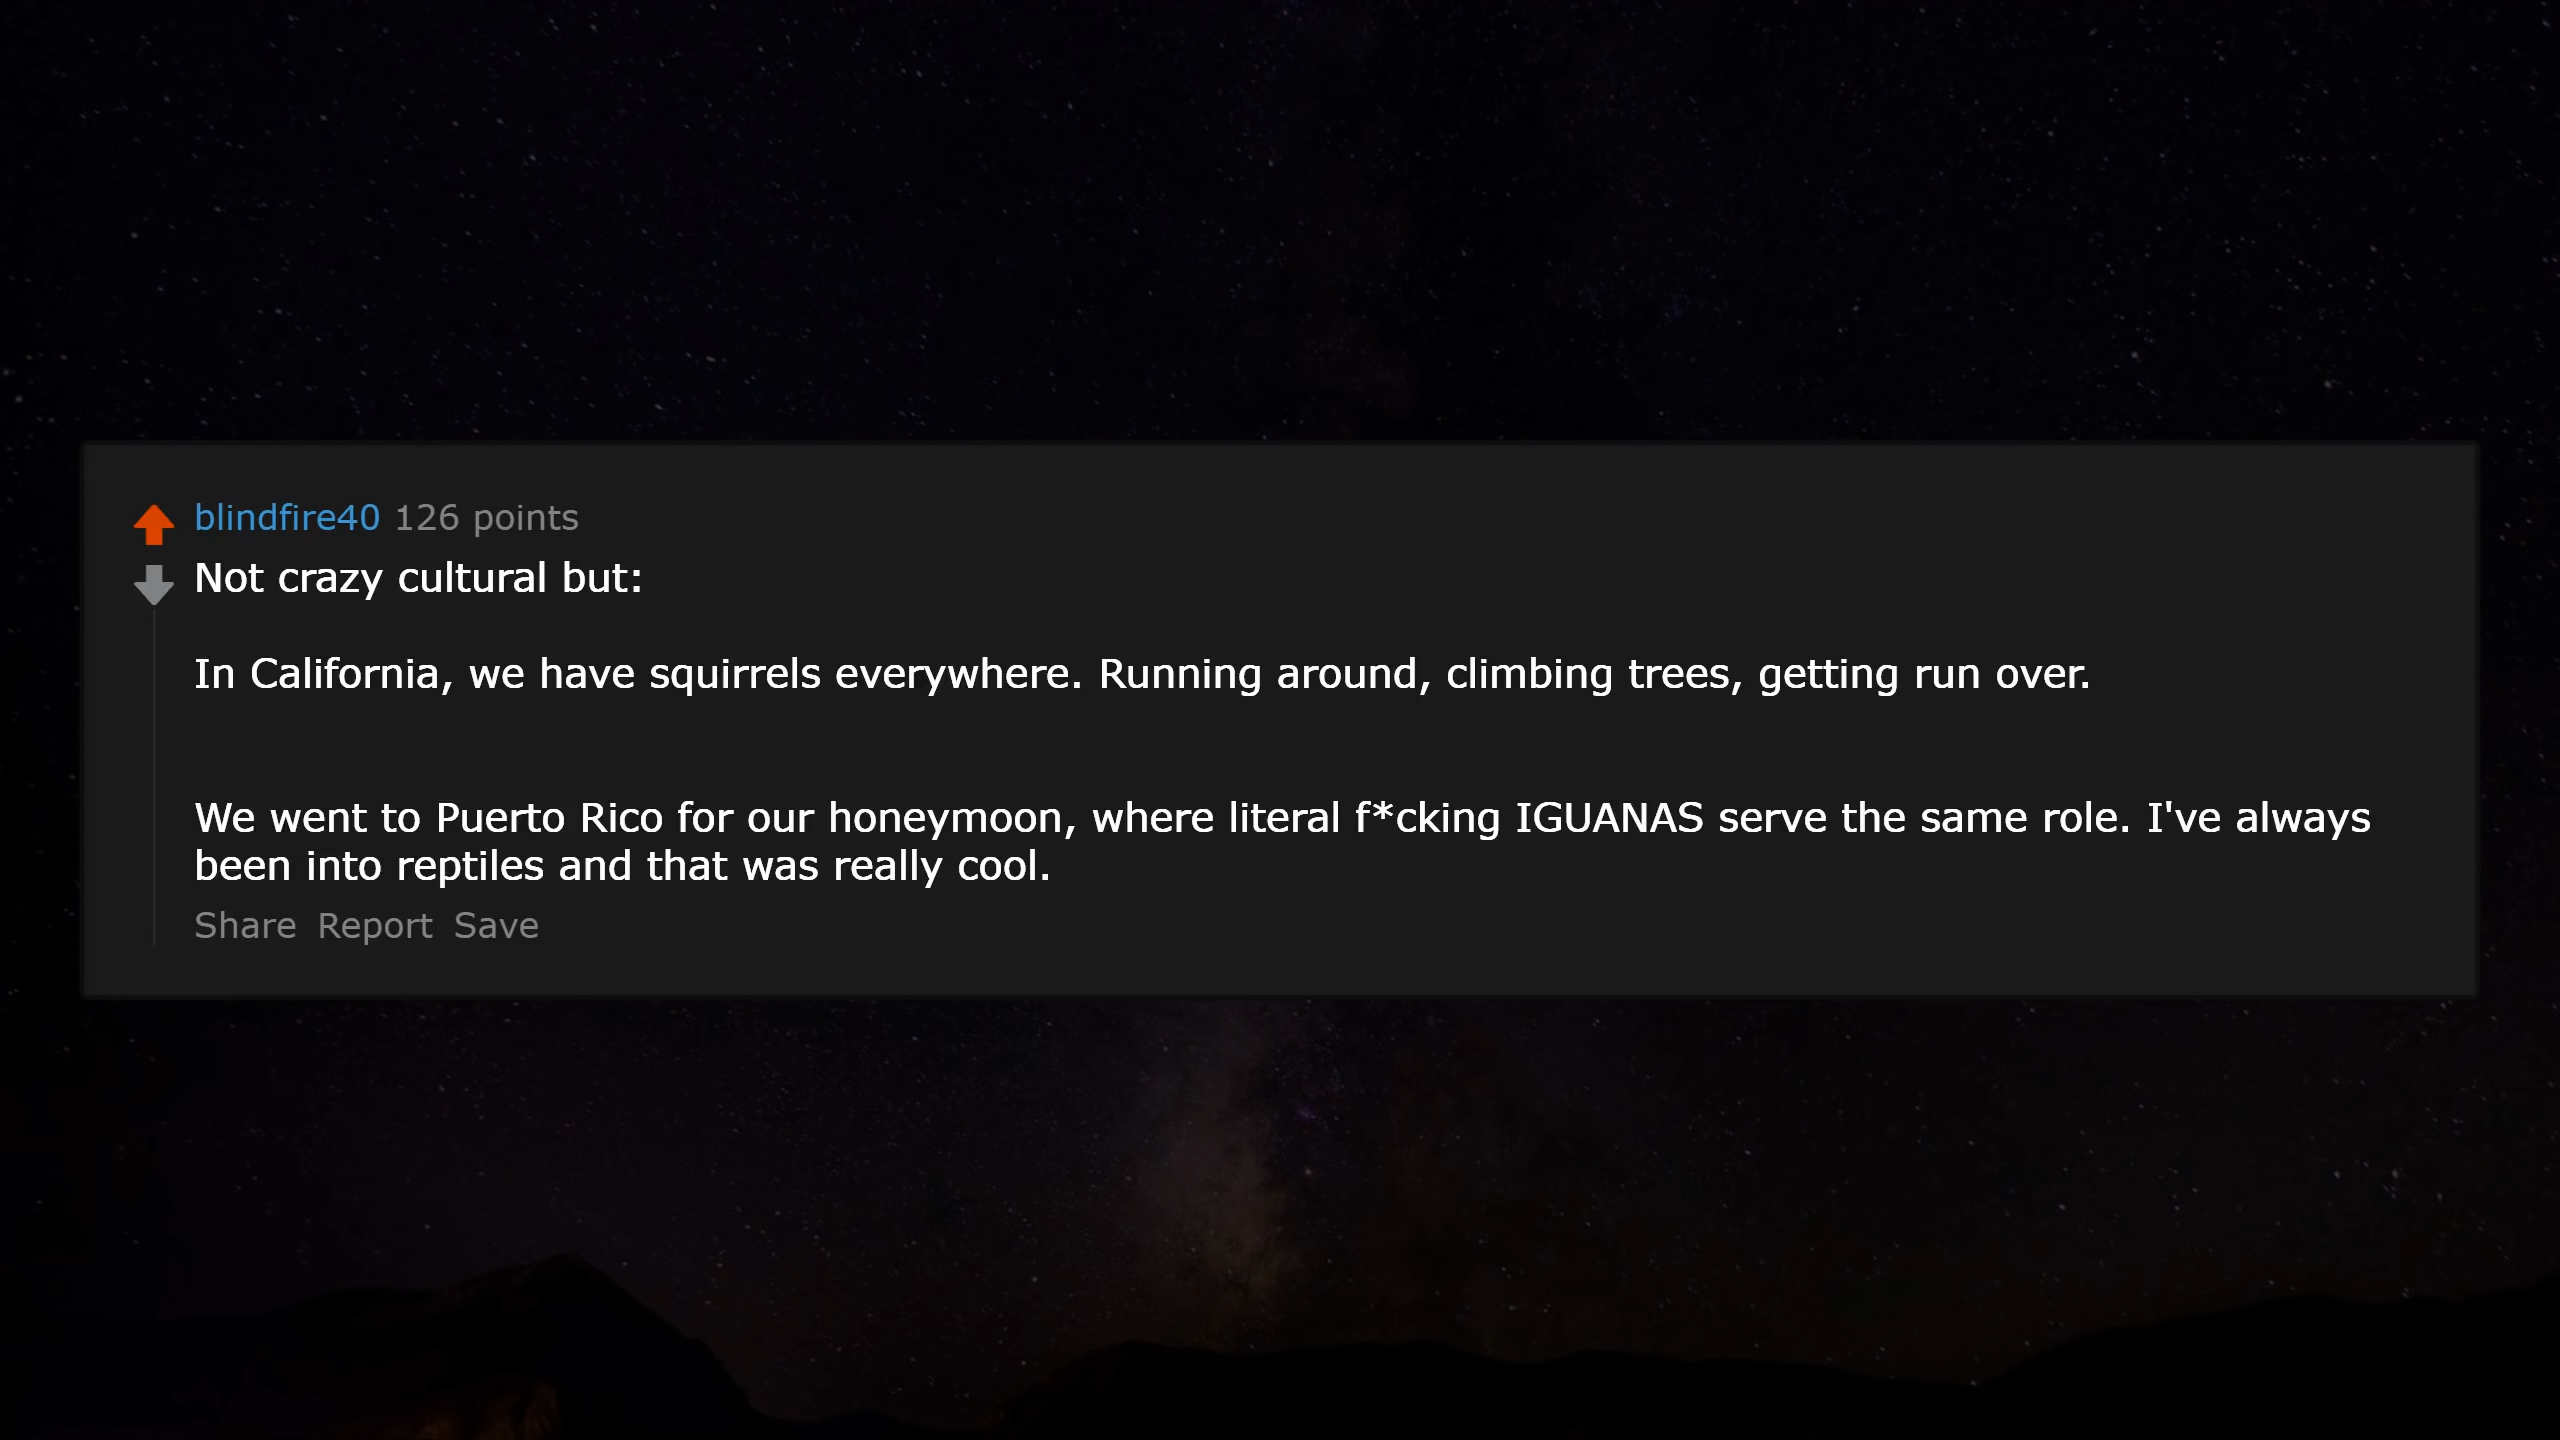 blindfire40 126 points
Not crazy cultural but:
In California, we have squirrels everywhere. Running around, climbing trees, getting run over.
We went to Puerto Rico for our honeymoon, where literal f*cking IGUANAS serve the same role. I've always
been into reptiles and that was really cool.
Share Report Save